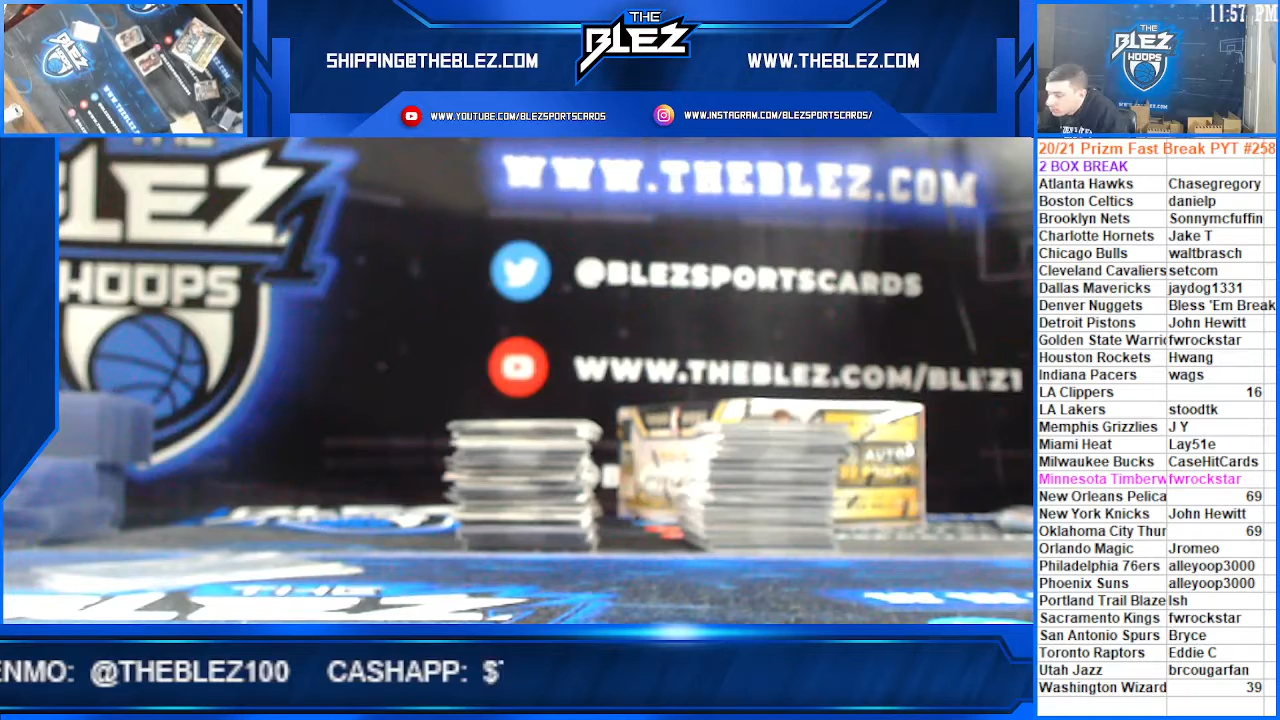 SHIPPING@THEBLEZ.COM
THE
BLEZ
WWW.THEBLEZ.COM
WWW.YOUTUBE.COM/BLEZSPORTSCARDS
WWW.INSTAGRAM.COM/BLEZSPORTSCARDS/
11:57 PM
THE
BLEZ
HOOPS
BLEZ
HOOPS
1
WWW.THEBLEZ.COM
@BLEZSPORTSCARDS
WWW.THEBLEZ.COM/BLEZ1
AUTO
20/21 Prizm Fast Break PYT #258
2 BOX BREAK
Atlanta Hawks Chasegregory
Boston Celtics danielp
Brooklyn Nets Sonnymcfuffin
Charlotte Hornets Jake T
Chicago Bulls waltbrasch
Cleveland Cavaliers setcom
Dallas Mavericks jaydog1331
Denver Nuggets Bless 'Em Break
Detroit Pistons John Hewitt
Golden State Warri fwrockstar
Houston Rockets Hwang
Indiana Pacers wags
LA Clippers 16
LA Lakers stoodtk
Memphis Grizzlies J Y
Miami Heat Lay51e
Milwaukee Bucks CaseHitCards
Minnesota Timberw fwrockstar
New Orleans Pelica 69
New York Knicks John Hewitt
Oklahoma City Thur 69
Orlando Magic Jromeo
Philadelphia 76ers alleyoop3000
Phoenix Suns alleyoop3000
Portland Trail Blaze Ish
Sacramento Kings fwrockstar
San Antonio Spurs Bryce
Toronto Raptors Eddie C
Utah Jazz brcougarfan
Washington Wizard 39
ENMO: @THEBLEZ100 CASHAPP: $